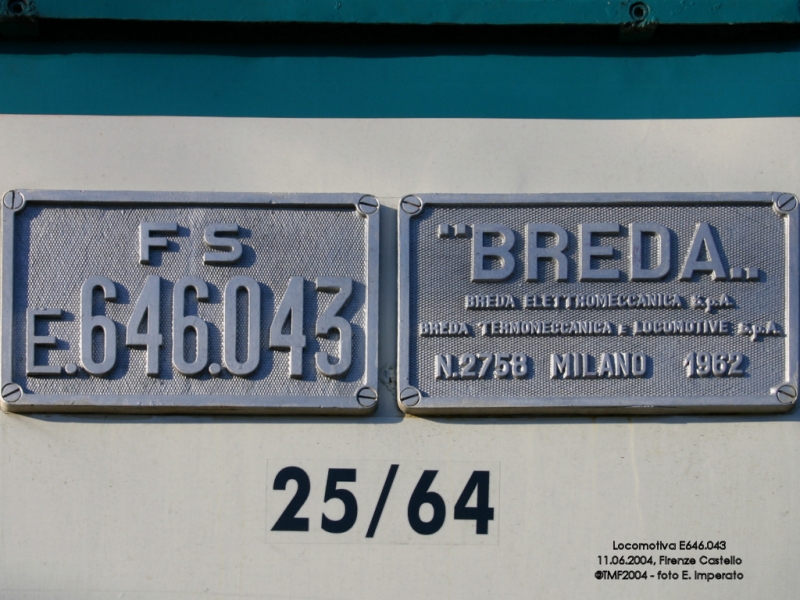 FS
E.646.043
"BREDA„
BREDA ELETTROMECCANICA S.p.A.
BREDA TERMOMECCANICA E LOCOMOTIVE S.p.A.
N.2758 MILANO 1962
25/64
Locomotiva E646.043
11.06.2004, Firenze Castello
@TMF2004 - foto E. Imperato